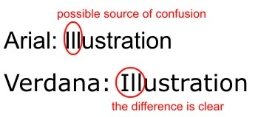 possible source of confusion
Arial: Illustration
Verdana: Illustration
the difference is clear